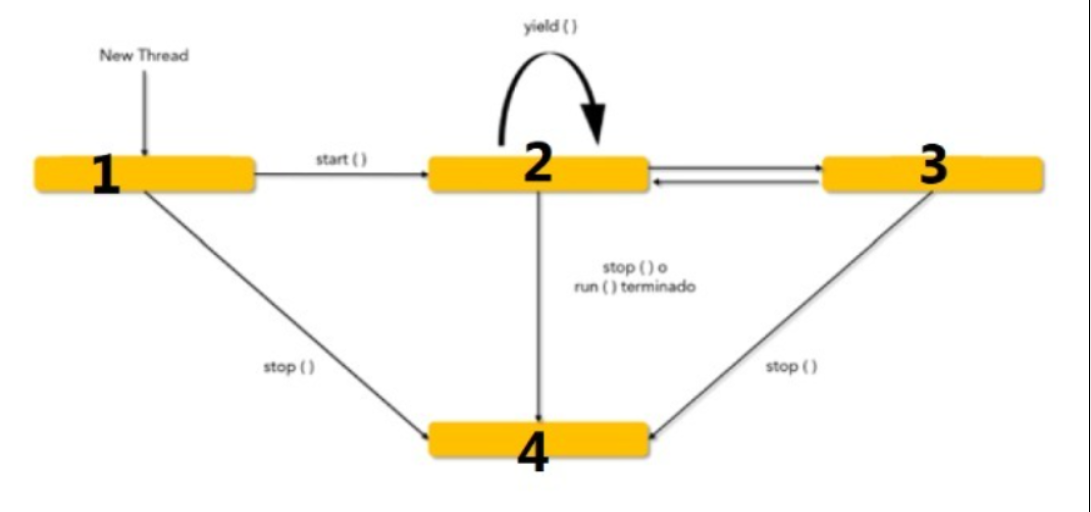 yield ( )
New Thread
start ( )
1
2
3
stop ( ) o
run ( ) terminado
stop ( )
stop ( )
4